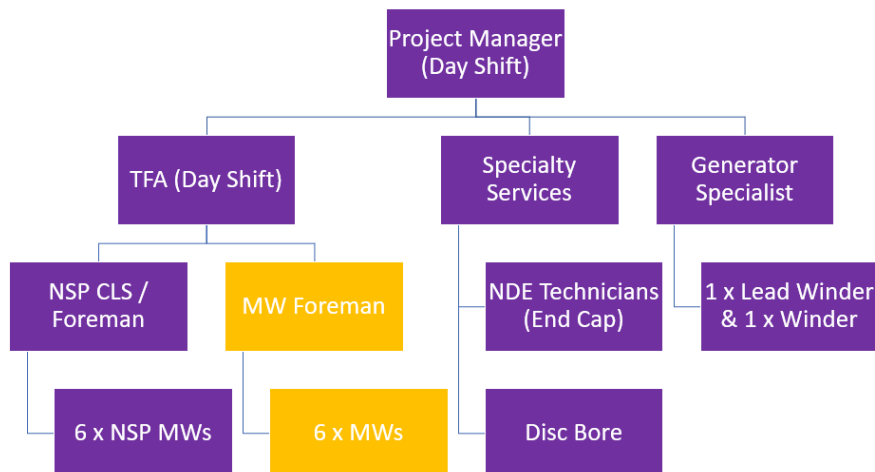 Project Manager
(Day Shift)
TFA (Day Shift)
Specialty
Services
Generator
Specialist
NSP CLS /
Foreman
MW Foreman
NDE Technicians
(End Cap)
1 x Lead Winder
& 1 x Winder
6 x NSP MWs
6 x MWs
Disc Bore